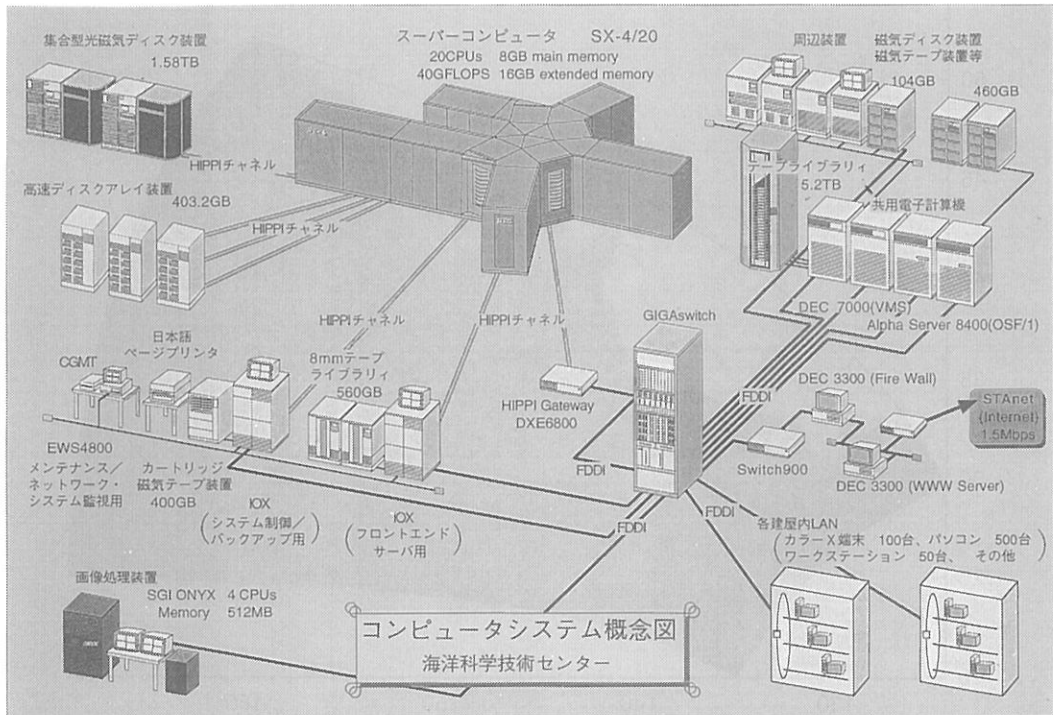 集合型光磁気ディスク装置
1.58TB
スーパーコンピュータ SX-4/20
20CPUs 8GB main memory
40GFLOPS 16GB extended memory
周辺装置
磁気ディスク装置
磁気テープ装置等
104GB
460GB
HIPPIチャネル
高速ディスクアレイ装置
403.2GB
HIPPIチャネル
テープライブラリィ
5.2TB
共用電子計算機
HIPPIチャネル
HIPPIチャネル
GIGAswitch
DEC 7000(VMS)
Alpha Server 8400(OSF/1)
日本語
ページプリンタ
CGMT
8mmテープ
ライブラリィ
560GB
HIPPI Gateway
DXE6800
FDDI
DEC 3300 (Fire Wall)
STAnet
(Internet)
1.5Mbps
EWS4800
メンテナンス/
ネットワーク・
システム監視用
カートリッジ
磁気テープ装置
400GB
FDDI
Switch900
DEC 3300 (WWW Server)
IOX
(システム制御/
バックアップ用)
IOX
(フロントエンド
サーバ用)
FDDI
FDDI
各建屋内LAN
(カラーX端末 100台、パソコン 500台
ワークステーション 50台、 その他)
画像処理装置
SGI ONYX 4 CPUs
Memory 512MB
コンピュータシステム概念図
海洋科学技術センター